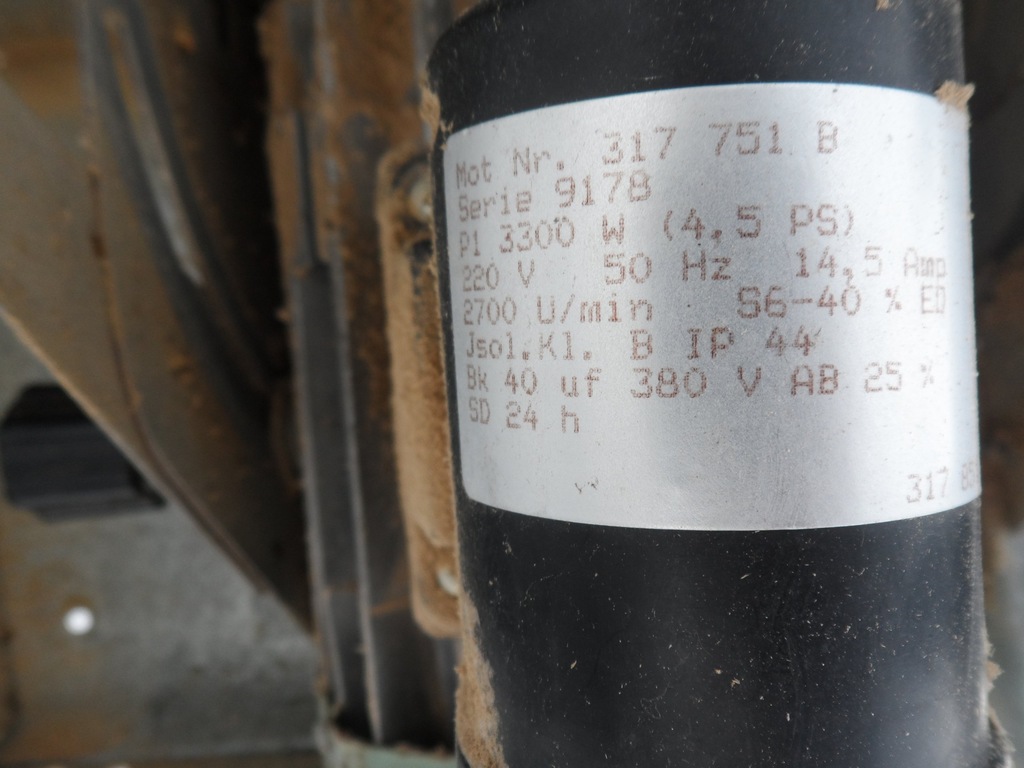 Mot Nr. 317 751 B
Serie 9178
P1 3300 W (4,5 PS)
220 V 50 Hz 14,5 Amp
2700 U/min S6-40 % ED
Jsol.Kl. B IP 44
Bk 40 uf 380 V AB 25 %
SD 24 h
317